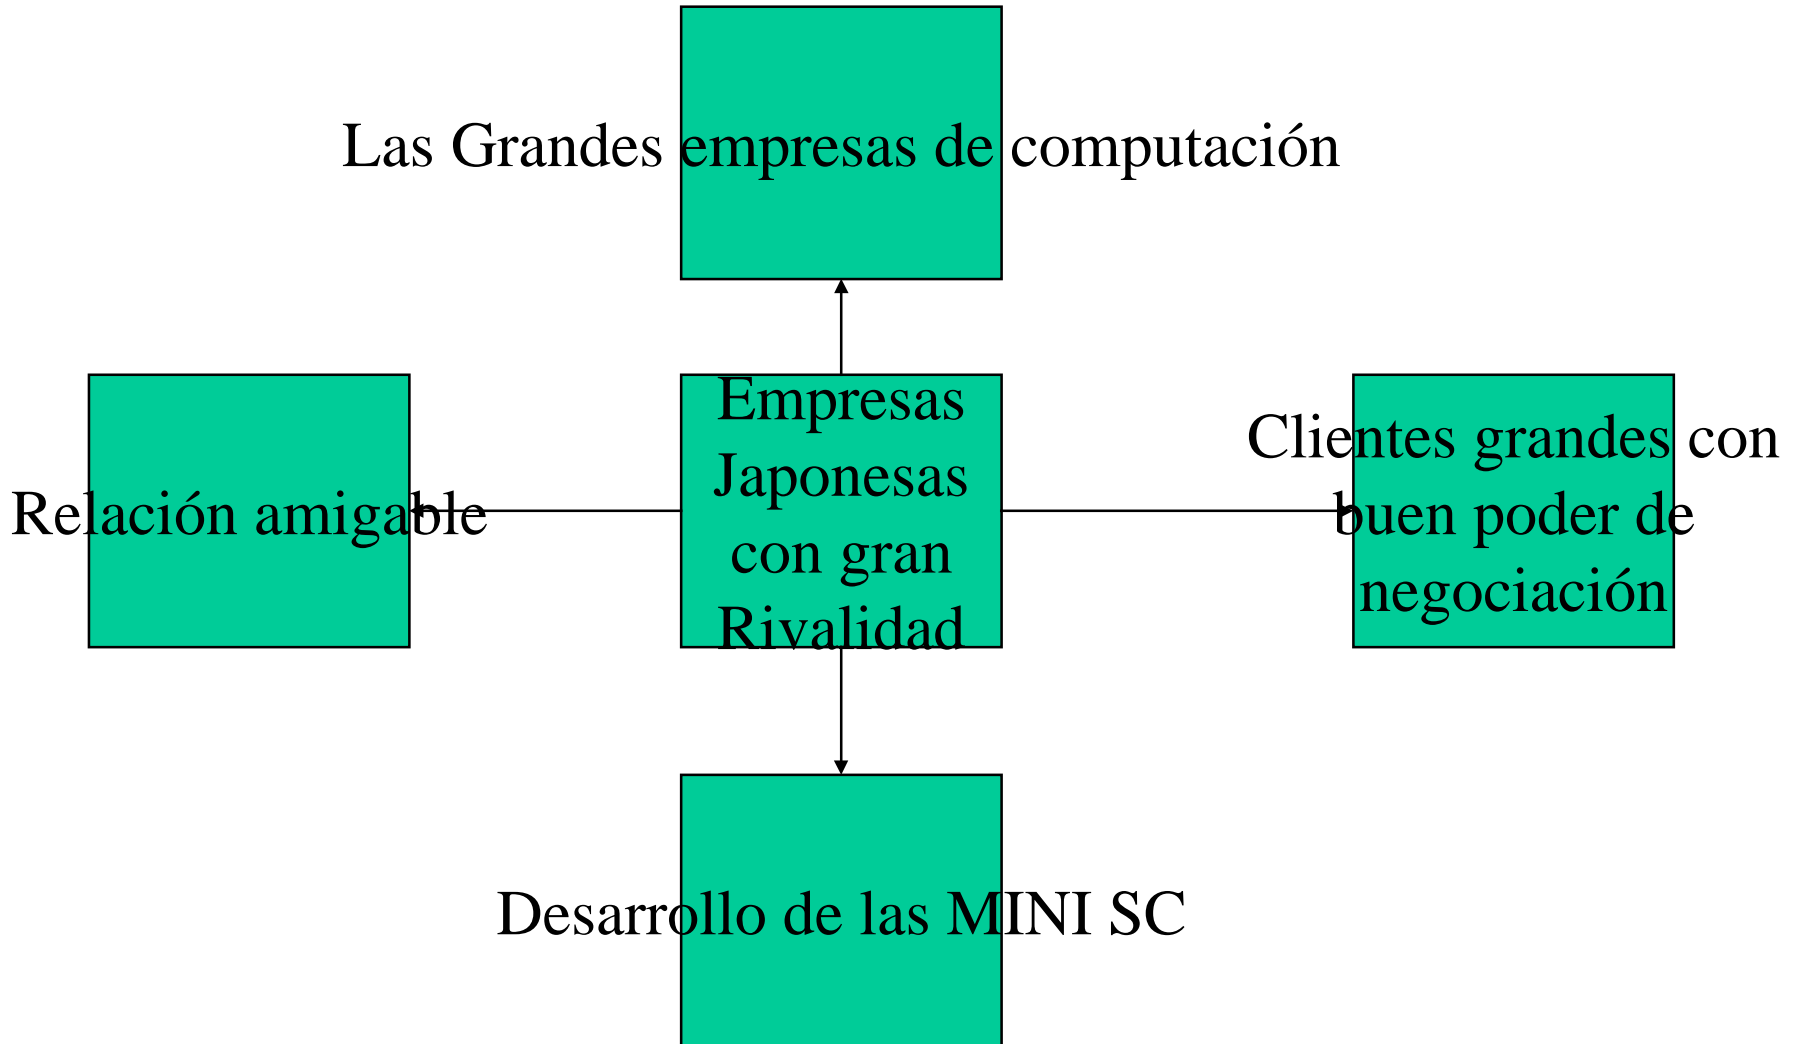 Las Grandes empresas de computación
Relación amigable
Empresas
Japonesas
con gran
Rivalidad
Clientes grandes con
buen poder de
negociación
Desarrollo de las MINI SC